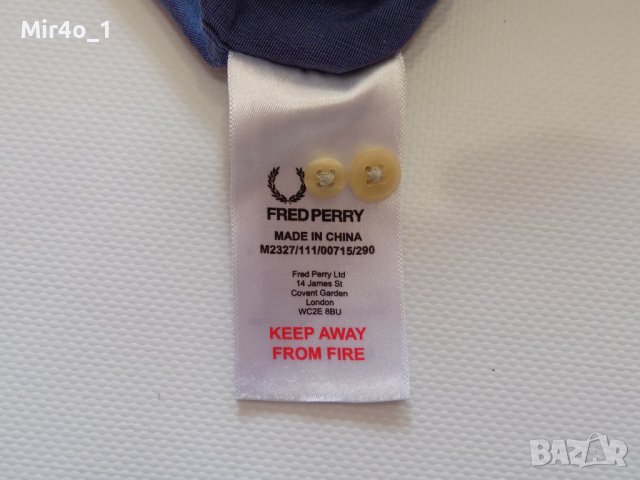 Mir4o_1
FRED PERRY
MADE IN CHINA
M2327/111/00715/290
Fred Perry Ltd
14 James St
Covent Garden
London
WC2E 8BU
KEEP AWAY
FROM FIRE
BAZAR